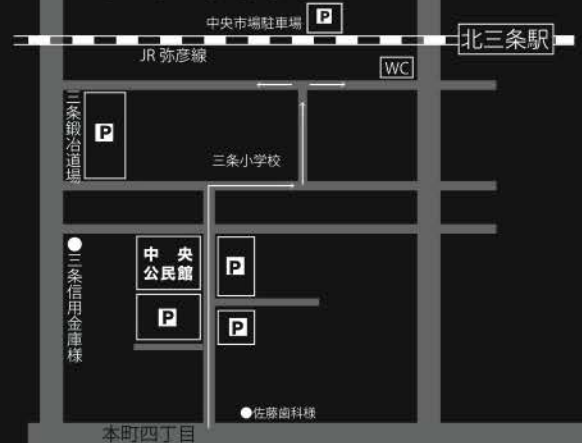 中央市場駐車場
P
北三条駅
JR 弥彦線
WC
三条鍛冶道場
P
三条小学校
中 央
公民館
P
三条信用金庫様
P
P
佐藤歯科様
本町四丁目